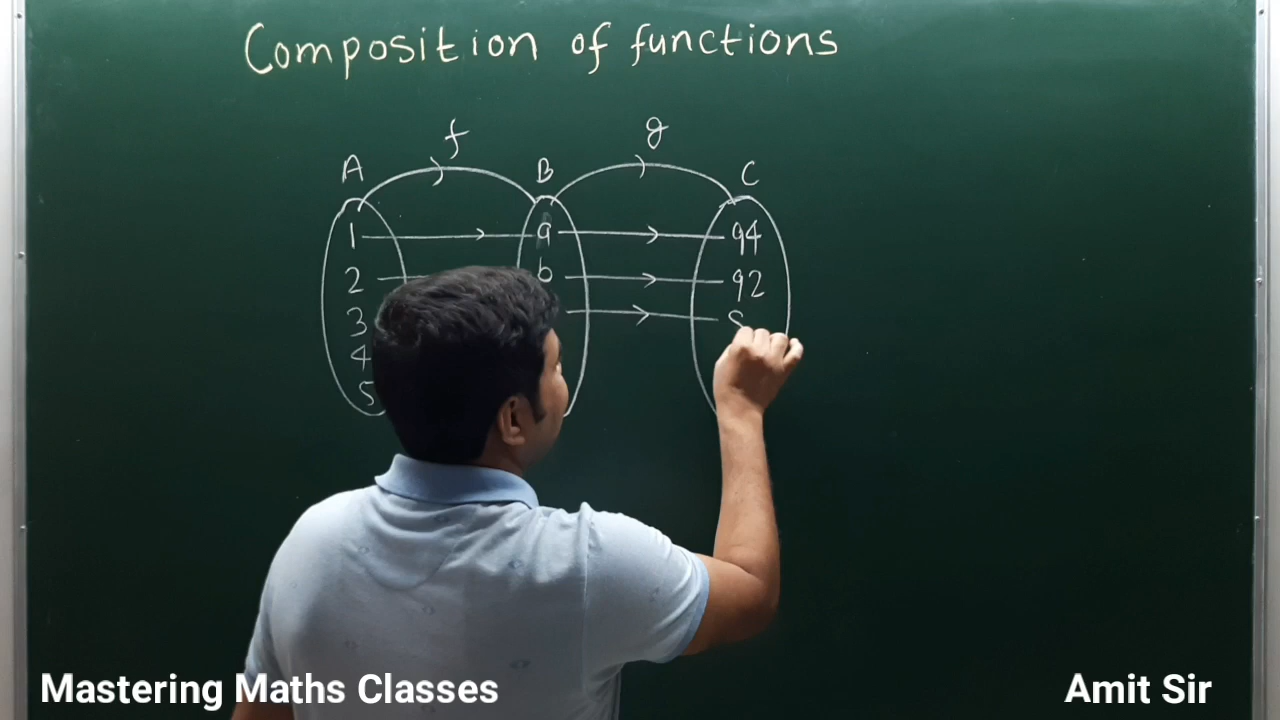 Composition of functions
f g
A B C
1 a 94
2 b 92
3
4
5
Mastering Maths Classes Amit Sir